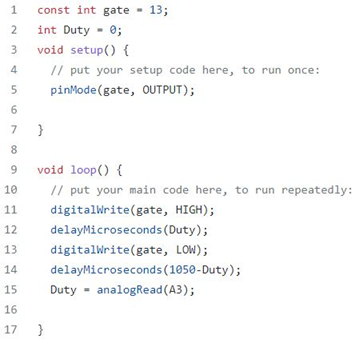 1 const int gate = 13;
2 int Duty = 0;
3 void setup() {
4   // put your setup code here, to run once:
5   pinMode(gate, OUTPUT);
6
7 }
8
9 void loop() {
10   // put your main code here, to run repeatedly:
11   digitalWrite(gate, HIGH);
12   delayMicroseconds(Duty);
13   digitalWrite(gate, LOW);
14   delayMicroseconds(1050-Duty);
15   Duty = analogRead(A3);
16
17 }